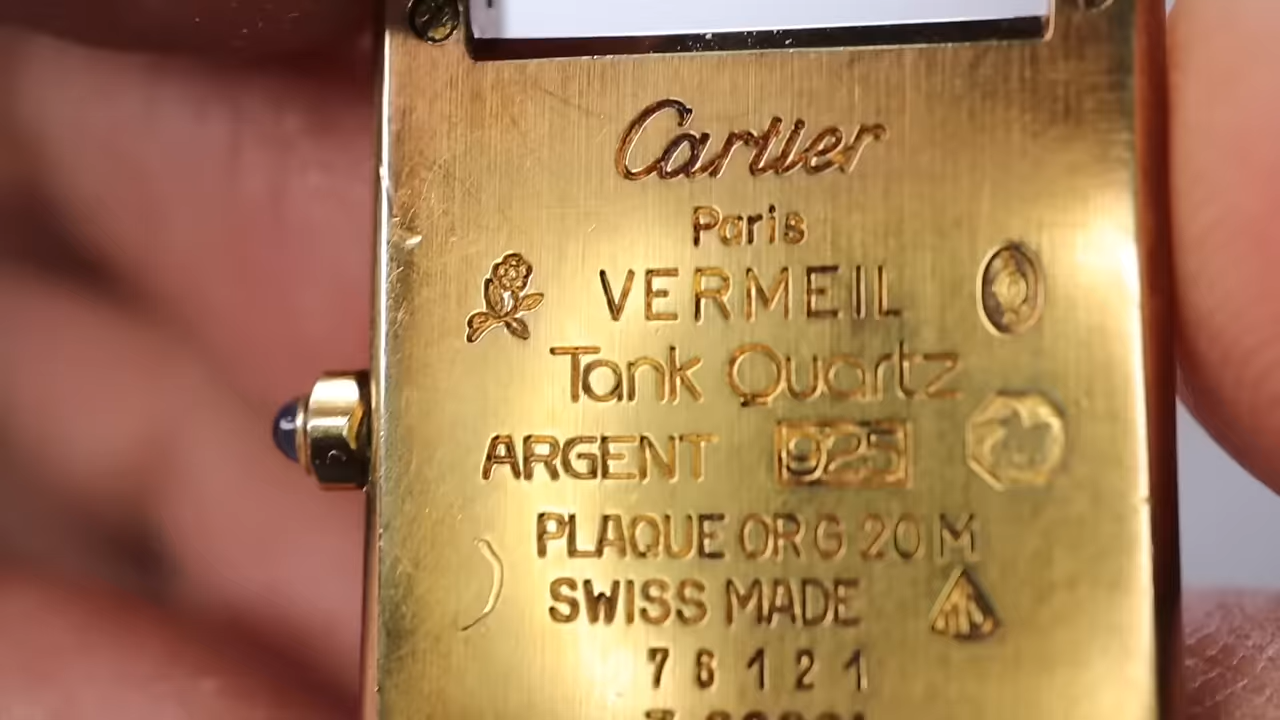 Cartier
Paris
VERMEIL
Tank Quartz
ARGENT 925
PLAQUE OR G 20 M
SWISS MADE
78121